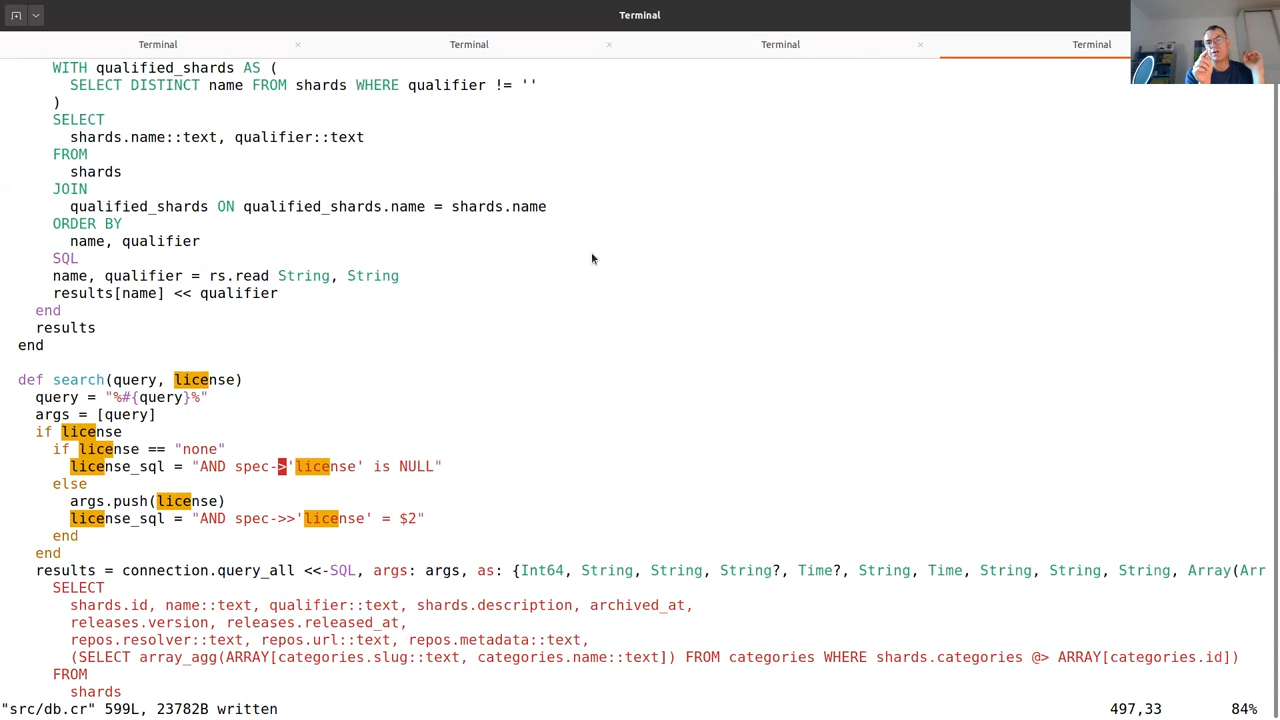 Terminal
Terminal × Terminal × Terminal × Terminal
WITH qualified_shards AS (
SELECT DISTINCT name FROM shards WHERE qualifier != ''
)
SELECT
shards.name::text, qualifier::text
FROM
shards
JOIN
qualified_shards ON qualified_shards.name = shards.name
ORDER BY
name, qualifier
SQL
name, qualifier = rs.read String, String
results[name] << qualifier
end
results
end
def search(query, license)
query = "%#{query}%"
args = [query]
if license
if license == "none"
license_sql = "AND spec->'license' is NULL"
else
args.push(license)
license_sql = "AND spec->>'license' = $2"
end
end
results = connection.query_all <<-SQL, args: args, as: {Int64, String, String, String?, Time?, String, Time, String, String, String, Array(Arr
SELECT
shards.id, name::text, qualifier::text, shards.description, archived_at,
releases.version, releases.released_at,
repos.resolver::text, repos.url::text, repos.metadata::text,
(SELECT array_agg(ARRAY[categories.slug::text, categories.name::text]) FROM categories WHERE shards.categories @> ARRAY[categories.id])
FROM
shards
"src/db.cr" 599L, 23782B written 497,33 84%